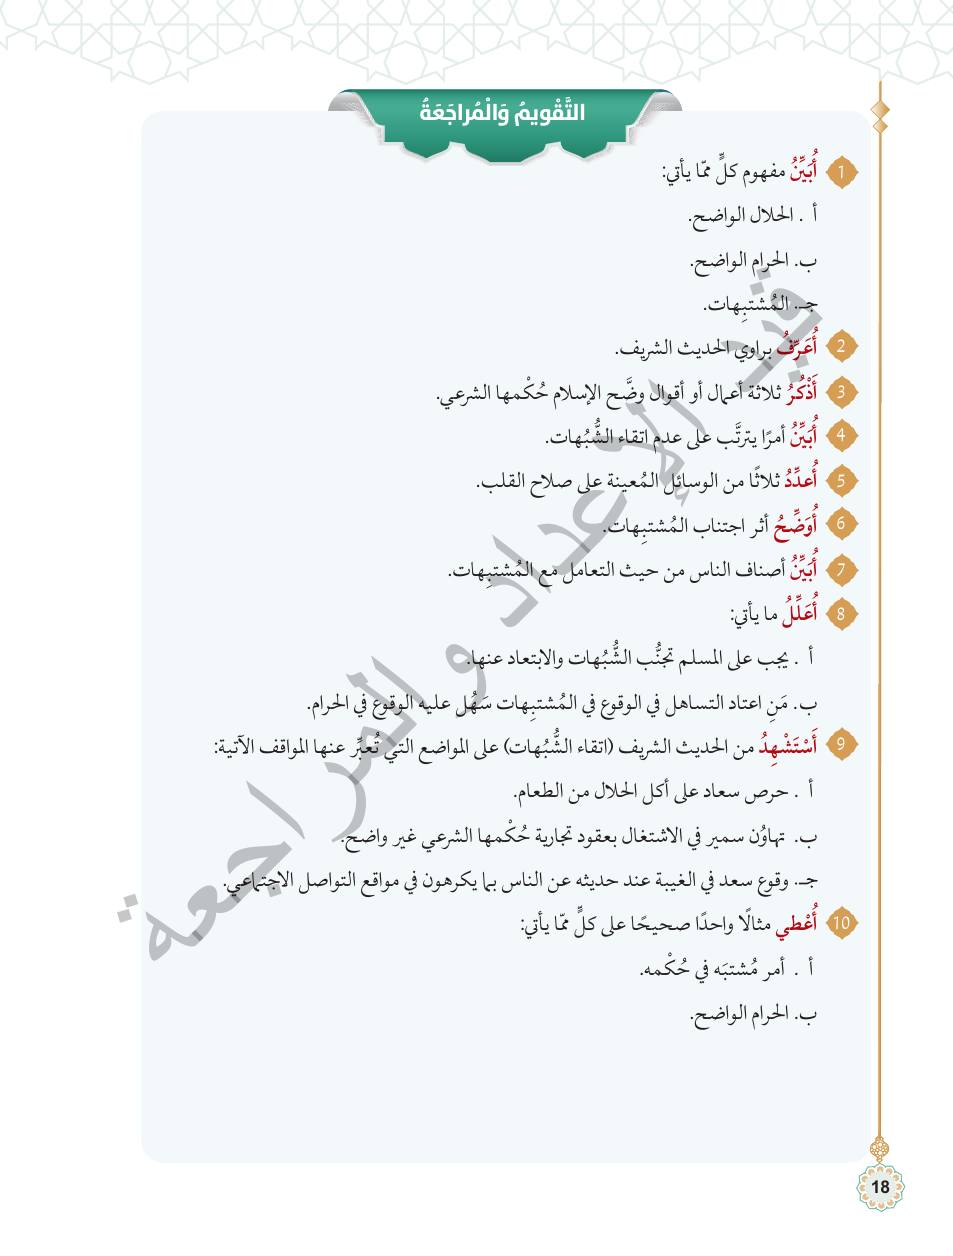 التَّقْويمُ وَالْمُراجَعَةُ
1 أُبَيِّنُ مفهوم كلٍّ ممّا يأتي:
أ . الحلال الواضح.
ب. الحرام الواضح.
جـ. المُشتبِهات.
2 أُعَرِّفُ براوي الحديث الشريف.
3 أَذْكُرُ ثلاثة أعمال أو أقوال وضَّح الإسلام حُكْمها الشرعي.
4 أُبَيِّنُ أمرًا يترتَّب على عدم اتقاء الشُّبُهات.
5 أُعدِّدُ ثلاثًا من الوسائل المُعينة على صلاح القلب.
6 أُوَضِّحُ أثر اجتناب المُشتبِهات.
7 أُبَيِّنُ أصناف الناس من حيث التعامل مع المُشتبِهات.
8 أُعَلِّلُ ما يأتي:
أ . يجب على المسلم تجنُّب الشُّبُهات والابتعاد عنها.
ب. مَنِ اعتاد التساهل في الوقوع في المُشتبِهات سَهُلِ عليه الوقوع في الحرام.
9 أَسْتَشْهِدُ من الحديث الشريف (اتقاء الشُّبُهات) على المواضع التي تُعبِّر عنها المواقف الآتية:
أ . حرص سعاد على أكل الحلال من الطعام.
ب. تهاوُن سمير في الاشتغال بعقود تجارية حُكْمها الشرعي غير واضح.
جـ. وقوع سعد في الغيبة عند حديثه عن الناس بما يكرهون في مواقع التواصل الاجتماعي.
10 أُعْطي مثالًا واحدًا صحيحًا على كلٍّ ممّا يأتي:
أ . أمر مُشتبَه في حُكْمه.
ب. الحرام الواضح.
قيد الإعداد و المراجعة
18